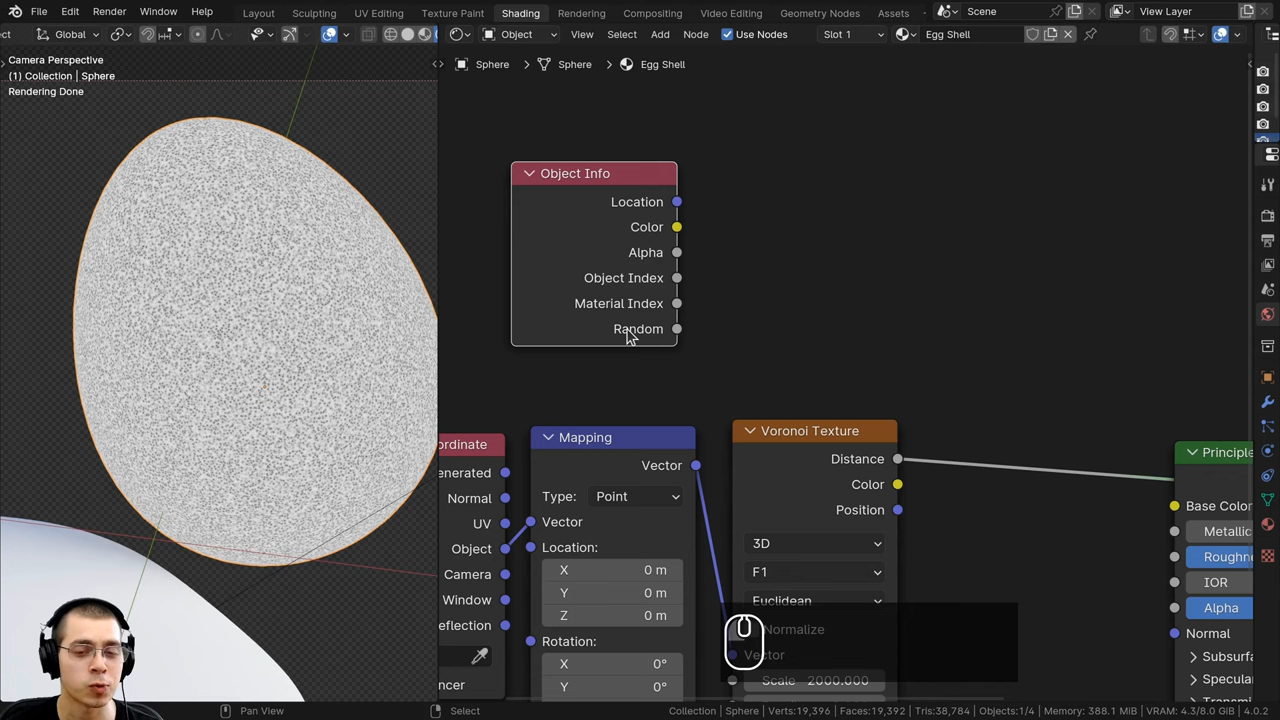 File Edit Render Window Help Layout Sculpting UV Editing Texture Paint Shading Rendering Compositing Video Editing Geometry Nodes Assets Scene View Layer
Global Object View Select Add Node Use Nodes Slot 1 Egg Shell
Camera Perspective
(1) Collection | Sphere
Rendering Done
Sphere > Sphere > Egg Shell
Object Info
Location
Color
Alpha
Object Index
Material Index
Random
ordinate
enerated
Normal
UV
Object
Camera
Window
eflection
ncer
Mapping
Vector
Type: Point
Vector
Location:
X 0 m
Y 0 m
Z 0 m
Rotation:
X 0°
Y 0°
Voronoi Texture
Distance
Color
Position
3D
F1
Euclidean
Normalize
Vector
Scale 2000.000
Principle
Base Color
Metallic
Roughne
IOR
Alpha
Normal
Subsurfa
Specular
Pan View Select Collection | Sphere | Verts:19,396 | Faces:19,392 | Tris:38,784 | Objects:1/4 | Memory: 388.1 MiB | VRAM: 4.3/8.0 GiB | 4.0.2